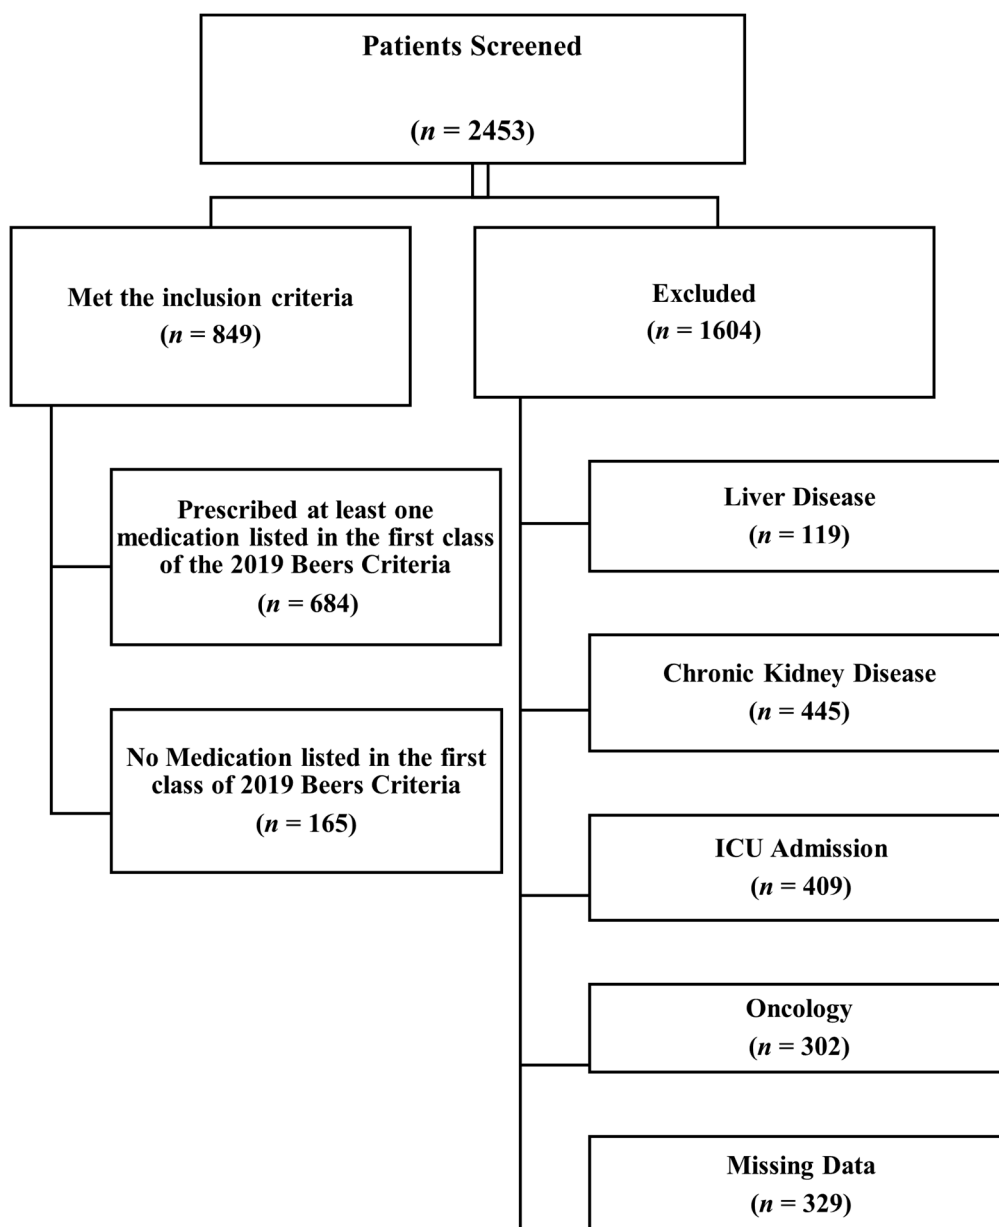 Patients Screened
(n = 2453)
Met the inclusion criteria
(n = 849)
Excluded
(n = 1604)
Prescribed at least one
medication listed in the first class
of the 2019 Beers Criteria
(n = 684)
No Medication listed in the first
class of 2019 Beers Criteria
(n = 165)
Liver Disease
(n = 119)
Chronic Kidney Disease
(n = 445)
ICU Admission
(n = 409)
Oncology
(n = 302)
Missing Data
(n = 329)